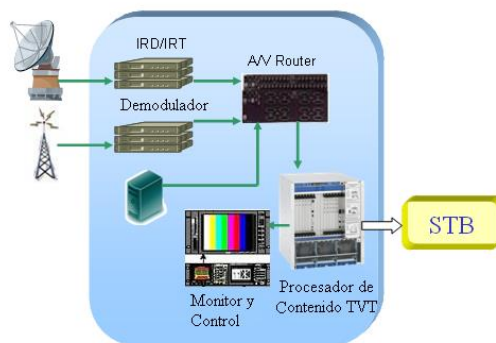 IRD/IRT
A/V Router
Demodulador
STB
Monitor y
Control
Procesador de
Contenido TVT